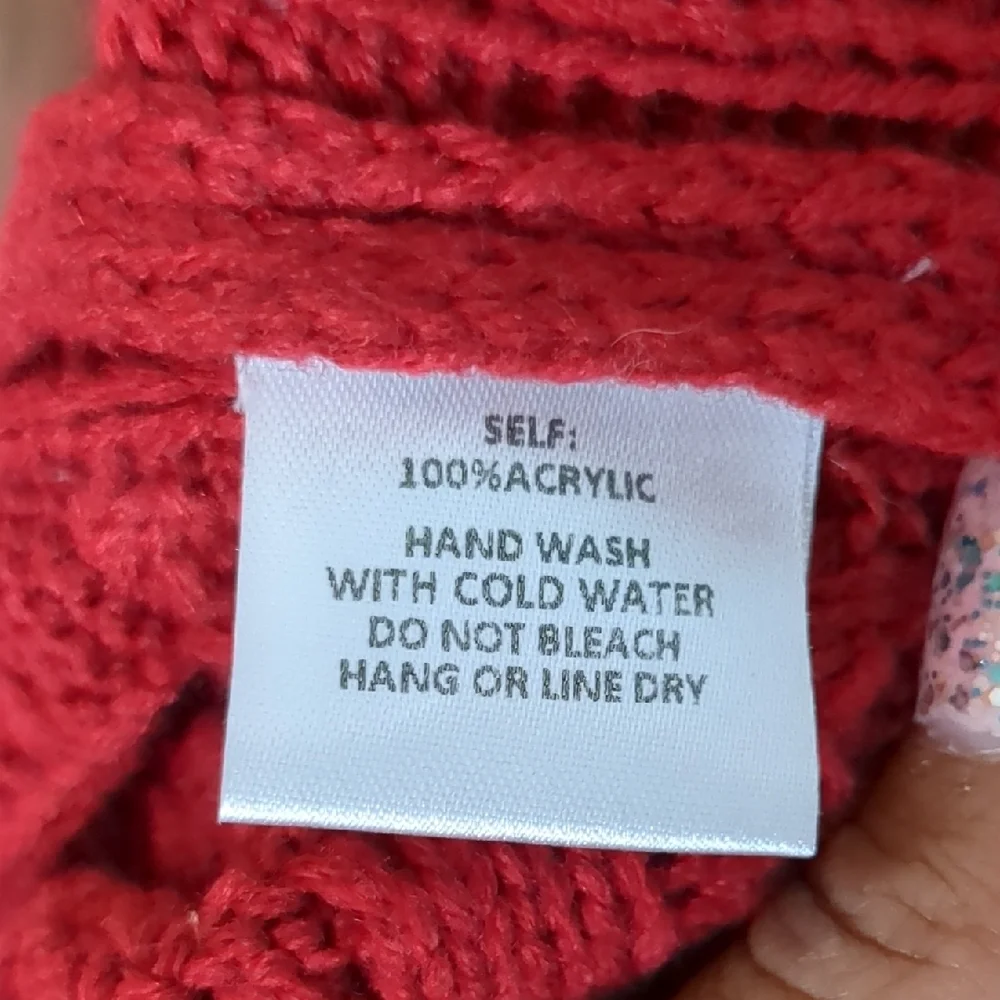 SELF:
100%ACRYLIC
HAND WASH
WITH COLD WATER
DO NOT BLEACH
HANG OR LINE DRY